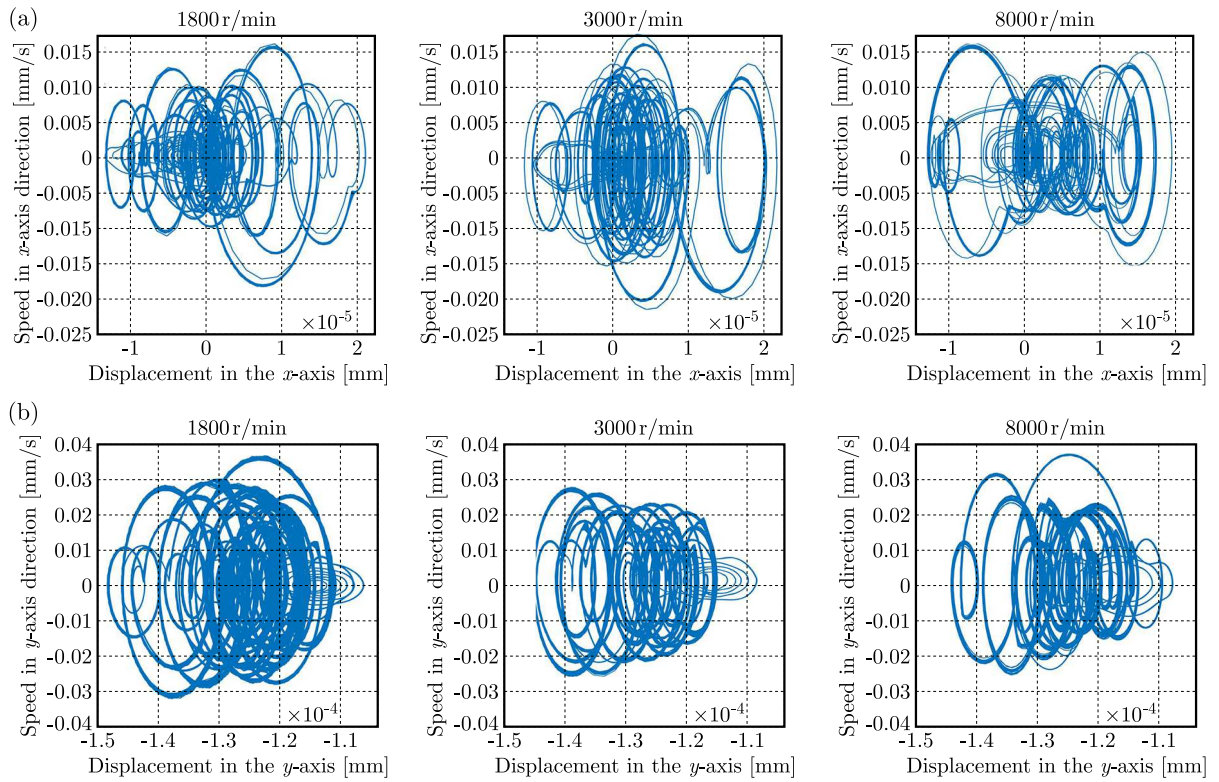 (a)
1800 r/min
Speed in x-axis direction [mm/s]
0.015
0.010
0.005
0
-0.005
-0.015
-0.015
-0.020
-0.025
×10⁻⁵
-1 0 1 2
Displacement in the x-axis [mm]
3000 r/min
Speed in x-axis direction [mm/s]
0.015
0.010
0.005
0
-0.005
-0.015
-0.015
-0.020
-0.025
×10⁻⁵
-1 0 1 2
Displacement in the x-axis [mm]
8000 r/min
Speed in x-axis direction [mm/s]
0.015
0.010
0.005
0
-0.005
-0.015
-0.015
-0.020
-0.025
×10⁻⁵
-1 0 1 2
Displacement in the x-axis [mm]
(b)
1800 r/min
Speed in y-axis direction [mm/s]
0.04
0.03
0.02
0.01
0
-0.01
-0.02
-0.03
-0.04
×10⁻⁴
-1.5 -1.4 -1.3 -1.2 -1.1
Displacement in the y-axis [mm]
3000 r/min
Speed in y-axis direction [mm/s]
0.04
0.03
0.02
0.01
0
-0.01
-0.02
-0.03
-0.04
×10⁻⁴
-1.5 -1.4 -1.3 -1.2 -1.1
Displacement in the y-axis [mm]
8000 r/min
Speed in y-axis direction [mm/s]
0.04
0.03
0.02
0.01
0
-0.01
-0.02
-0.03
-0.04
×10⁻⁴
-1.5 -1.4 -1.3 -1.2 -1.1
Displacement in the y-axis [mm]